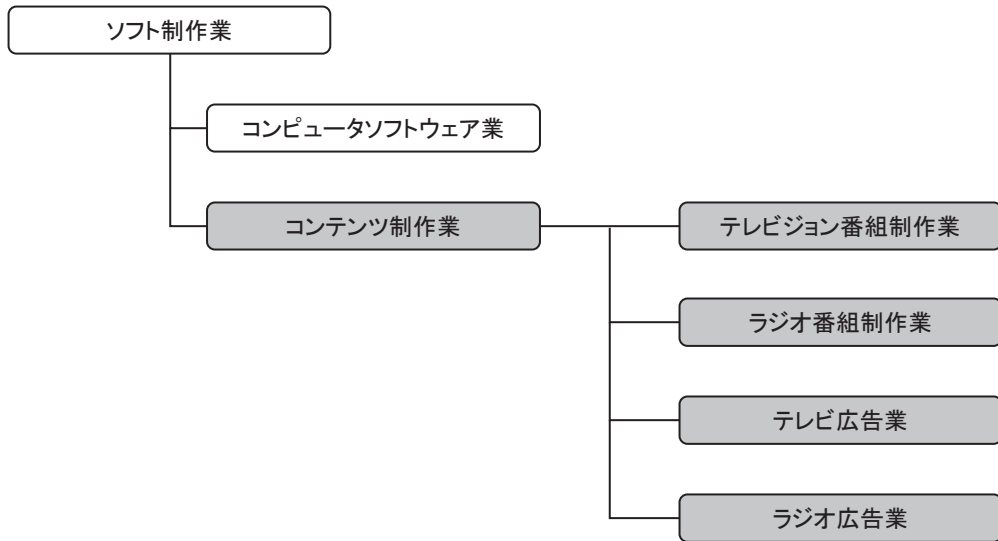 ソフト制作業
コンピュータソフトウェア業
コンテンツ制作業
テレビジョン番組制作業
ラジオ番組制作業
テレビ広告業
ラジオ広告業